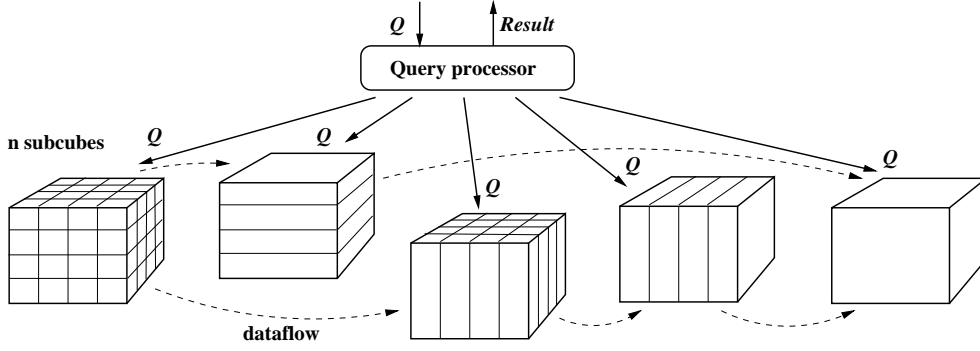 Q
Result
Query processor
n subcubes
Q
Q
Q
Q
Q
dataflow